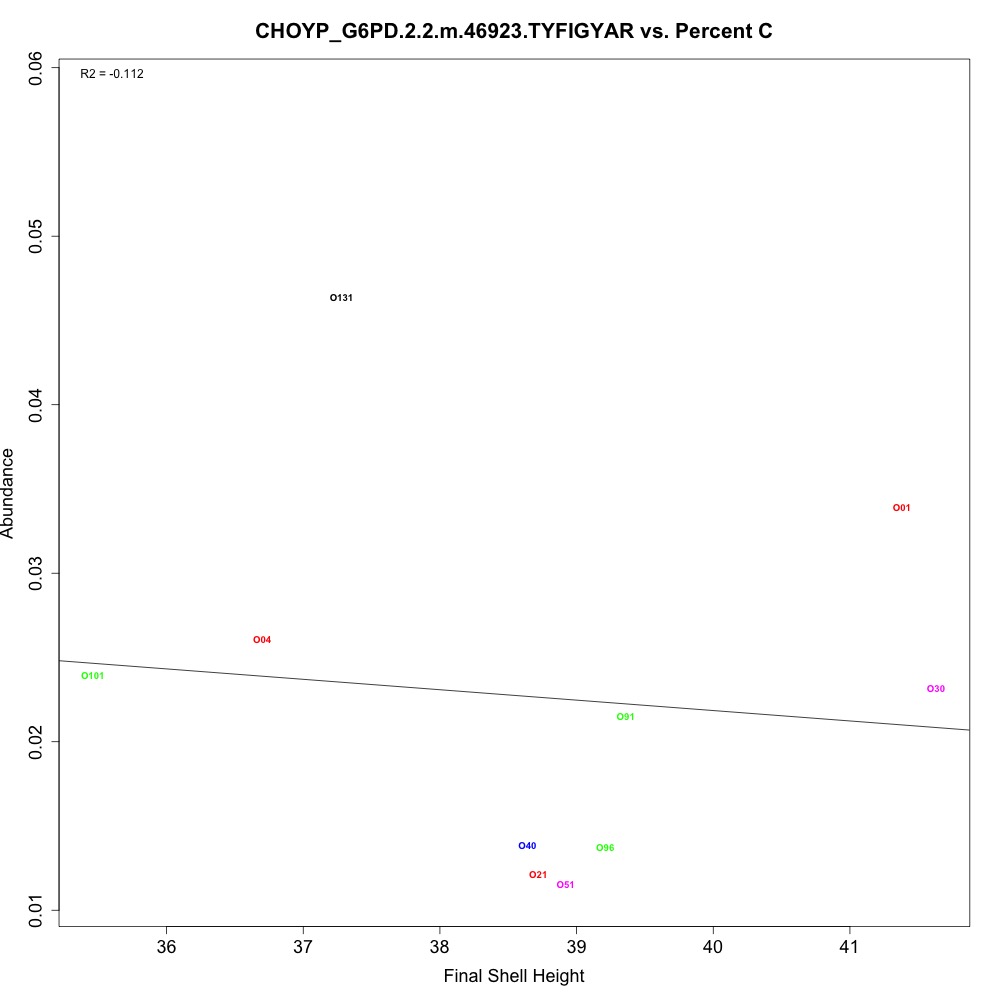 CHOYP_G6PD.2.2.m.46923.TYFIGYAR vs. Percent C
R2 = -0.112
0.06
0.05
0.04
0.03
0.02
0.01
Abundance
O131
O01
O04
O101
O30
O91
O40
O96
O21
O51
36 37 38 39 40 41
Final Shell Height